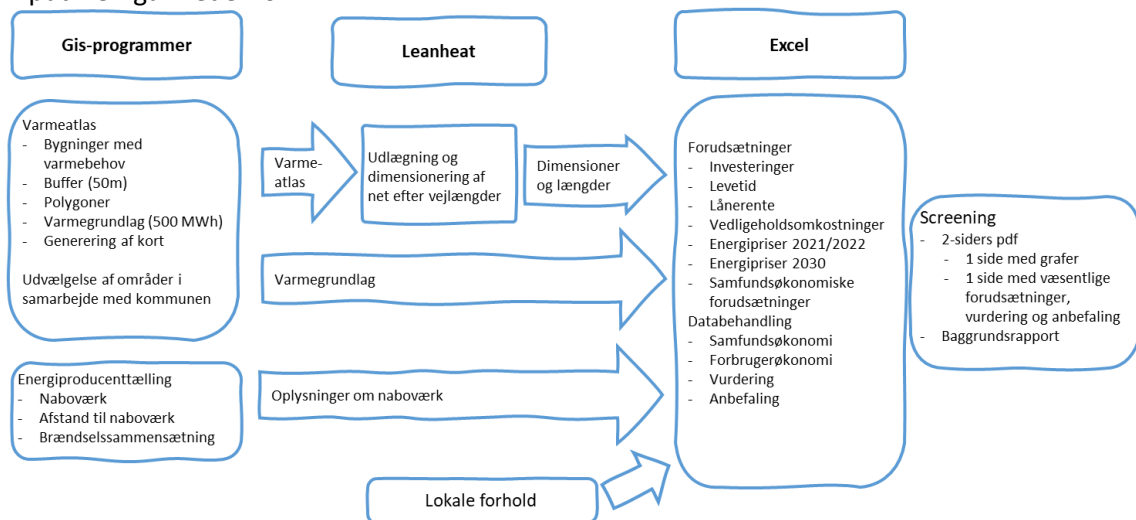 Gis-programmer
Leanheat
Excel
Varmeatlas
- Bygninger med
varmebehov
- Buffer (50m)
- Polygoner
- Varmegrundlag (500 MWh)
- Generering af kort
Udvælgelse af områder i
samarbejde med kommunen
Varme-
atlas
Udlægning og
dimensionering af
net efter vejlængder
Dimensioner
og længder
Varmegrundlag
Energiproducenttælling
- Naboværk
- Afstand til naboværk
- Brændselssammensætning
Oplysninger om naboværk
Lokale forhold
Forudsætninger
- Investeringer
- Levetid
- Lånerente
- Vedligeholdsomkostninger
- Energipriser 2021/2022
- Energipriser 2030
- Samfundsøkonomiske
forudsætninger
Databehandling
- Samfundsøkonomi
- Forbrugerøkonomi
- Vurdering
- Anbefaling
Screening
- 2-siders pdf
- 1 side med grafer
- 1 side med væsentlige
forudsætninger,
vurdering og anbefaling
- Baggrundsrapport